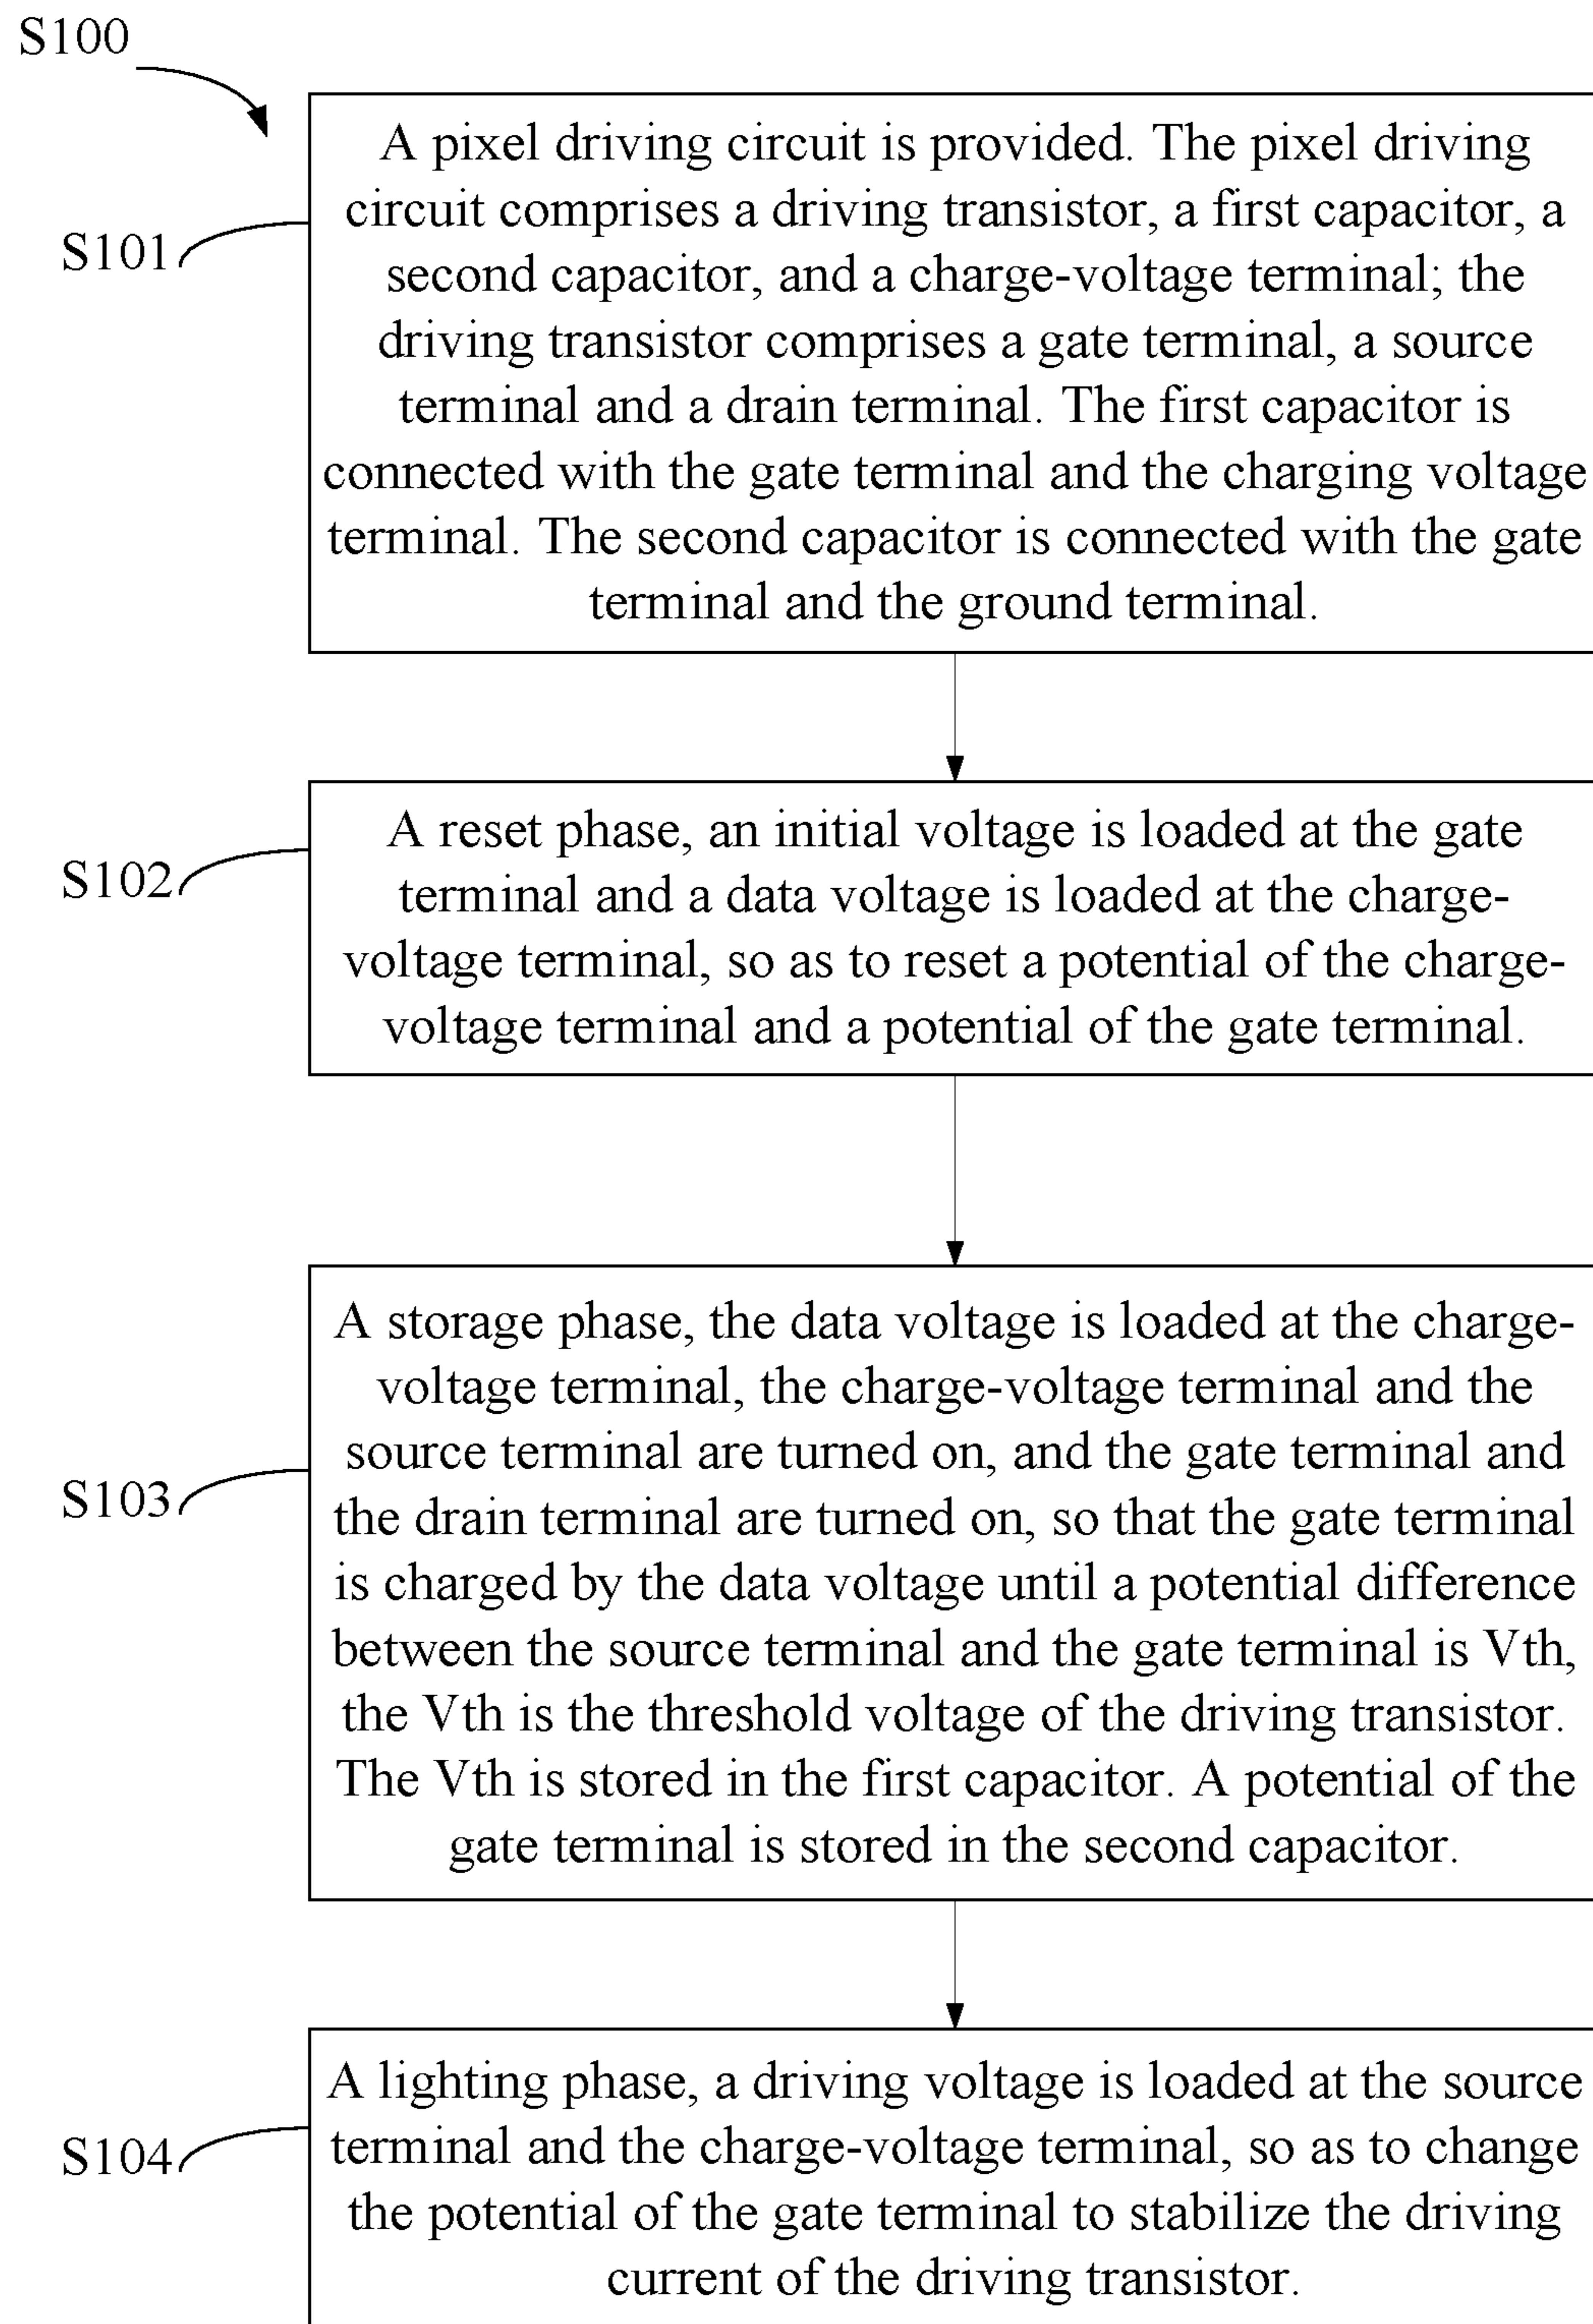 S100
S101
A pixel driving circuit is provided. The pixel driving
circuit comprises a driving transistor, a first capacitor, a
second capacitor, and a charge-voltage terminal; the
driving transistor comprises a gate terminal, a source
terminal and a drain terminal. The first capacitor is
connected with the gate terminal and the charging voltage
terminal. The second capacitor is connected with the gate
terminal and the ground terminal.
S102
A reset phase, an initial voltage is loaded at the gate
terminal and a data voltage is loaded at the charge-
voltage terminal, so as to reset a potential of the charge-
voltage terminal and a potential of the gate terminal.
S103
A storage phase, the data voltage is loaded at the charge-
voltage terminal, the charge-voltage terminal and the
source terminal are turned on, and the gate terminal and
the drain terminal are turned on, so that the gate terminal
is charged by the data voltage until a potential difference
between the source terminal and the gate terminal is Vth,
the Vth is the threshold voltage of the driving transistor.
The Vth is stored in the first capacitor. A potential of the
gate terminal is stored in the second capacitor.
S104
A lighting phase, a driving voltage is loaded at the source
terminal and the charge-voltage terminal, so as to change
the potential of the gate terminal to stabilize the driving
current of the driving transistor.